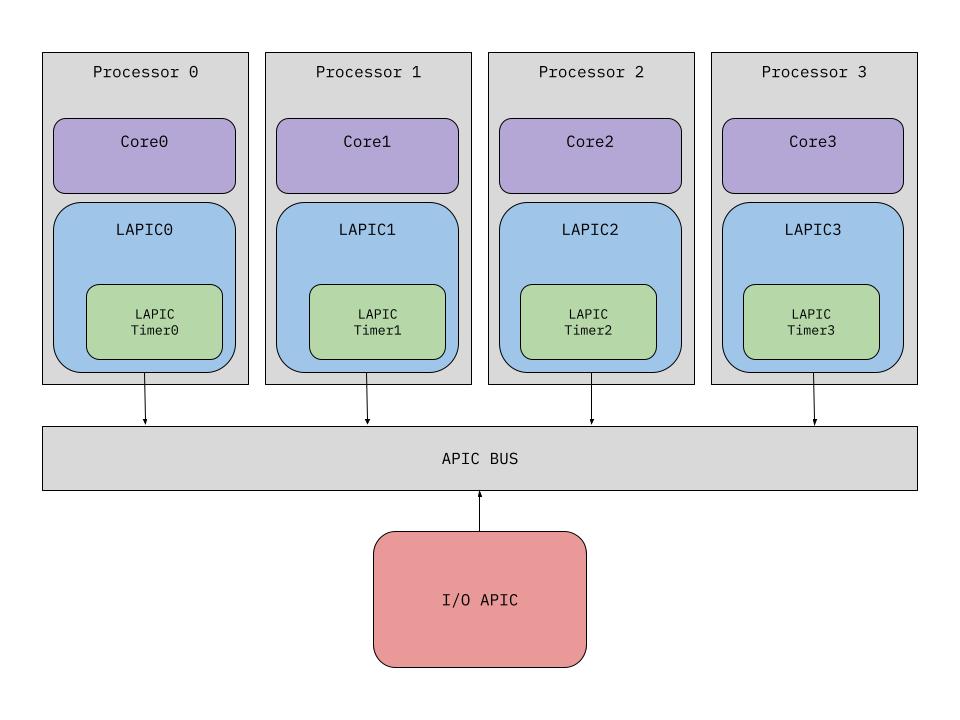 Processor 0
Processor 1
Processor 2
Processor 3
Core0
Core1
Core2
Core3
LAPIC0
LAPIC1
LAPIC2
LAPIC3
LAPIC
Timer0
LAPIC
Timer1
LAPIC
Timer2
LAPIC
Timer3
APIC BUS
I/O APIC